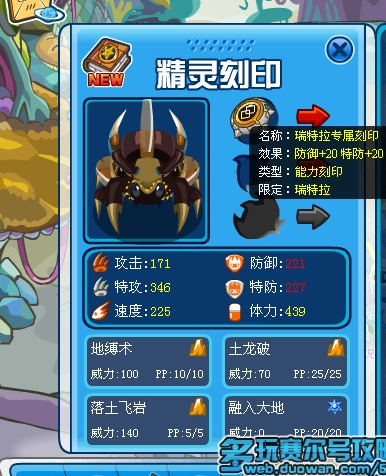 NEW
精灵刻印
名称：瑞特拉专属刻印
效果：防御+20 特防+20
类型：能力刻印
限定：瑞特拉
攻击:171 防御:221
特攻:346 特防:227
速度:225 体力:439
地缚术 土龙破
威力:100 PP:10/10 威力:70 PP:25/25
落土飞岩 融入大地
威力:140 PP:5/5 威力:0 PP:20/20
多玩赛尔号攻略
web.duowan.com